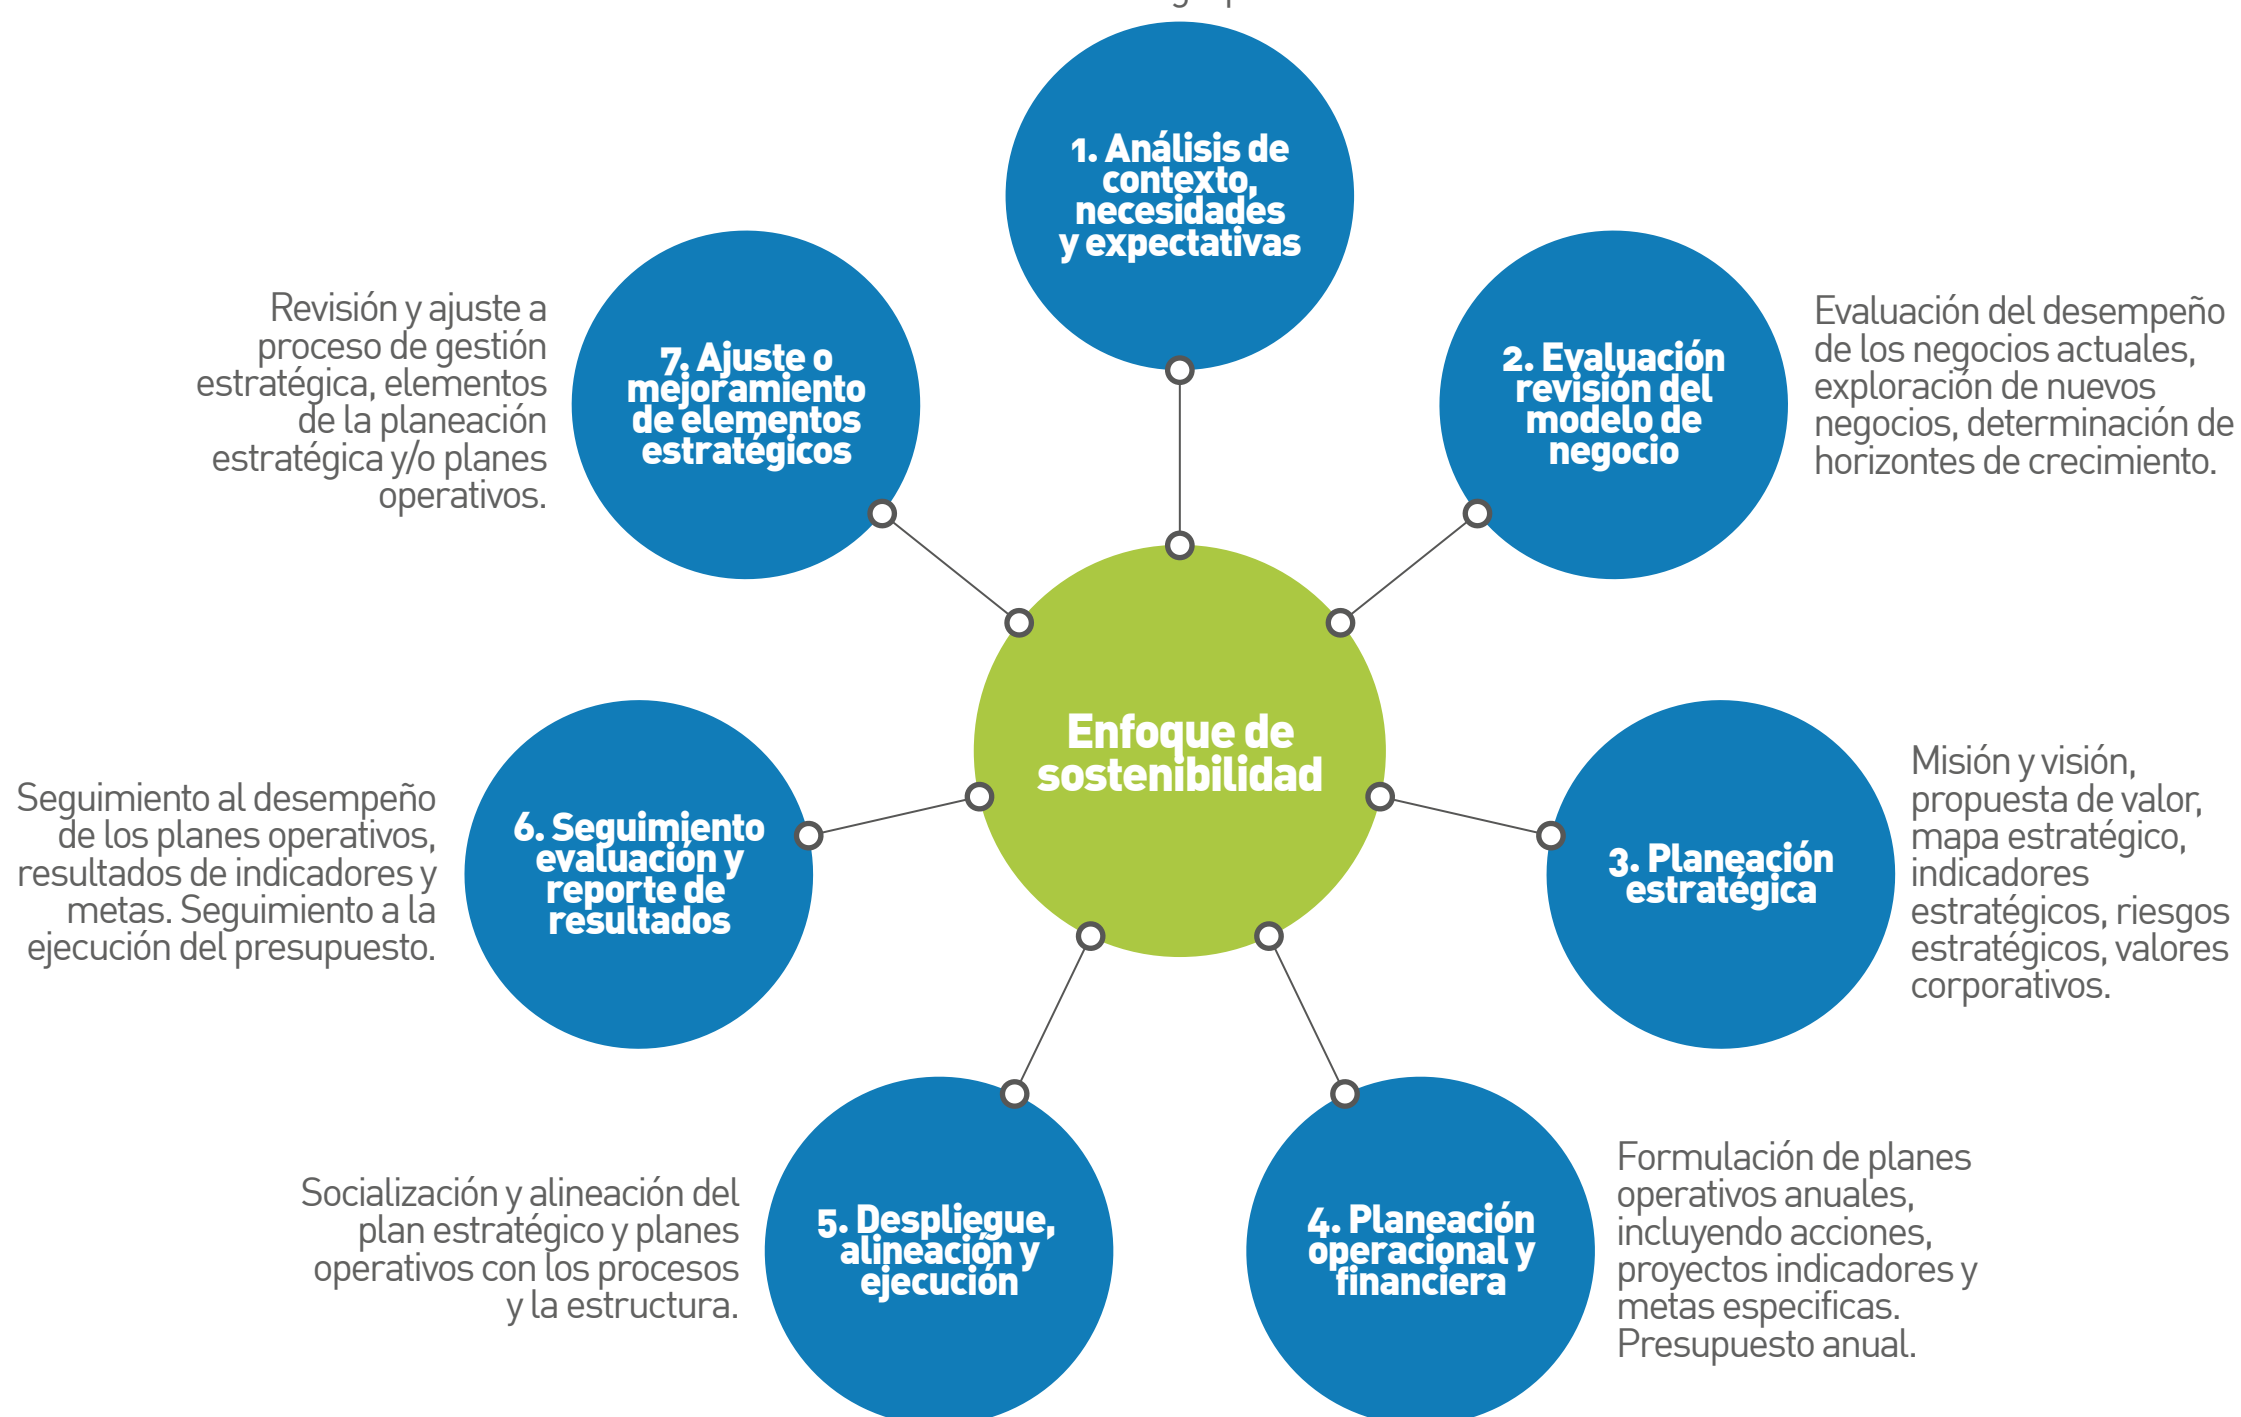 1. Análisis de
contexto,
necesidades
y expectativas
2. Evaluación
revisión del
modelo de
negocio
Evaluación del desempeño
de los negocios actuales,
exploración de nuevos
negocios, determinación de
horizontes de crecimiento.
3. Planeación
estratégica
Misión y visión,
propuesta de valor,
mapa estratégico,
indicadores
estratégicos, riesgos
estratégicos, valores
corporativos.
4. Planeación
operacional y
financiera
Formulación de planes
operativos anuales,
incluyendo acciones,
proyectos indicadores y
metas especificas.
Presupuesto anual.
5. Despliegue,
alineación y
ejecución
Socialización y alineación del
plan estratégico y planes
operativos con los procesos
y la estructura.
6. Seguimiento
evaluación y
reporte de
resultados
Seguimiento al desempeño
de los planes operativos,
resultados de indicadores y
metas. Seguimiento a la
ejecución del presupuesto.
7. Ajuste o
mejoramiento
de elementos
estratégicos
Revisión y ajuste a
proceso de gestión
estratégica, elementos
de la planeación
estratégica y/o planes
operativos.
Enfoque de
sostenibilidad